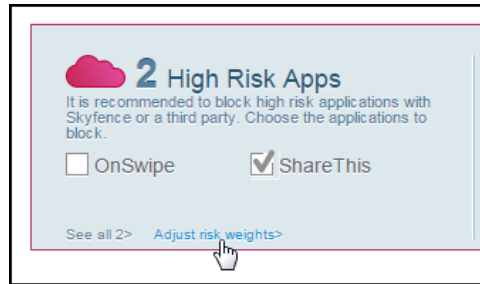 2 High Risk Apps
It is recommended to block high risk applications with
Skyfence or a third party. Choose the applications to
block.
OnSwipe ShareThis
See all 2> Adjust risk weights>